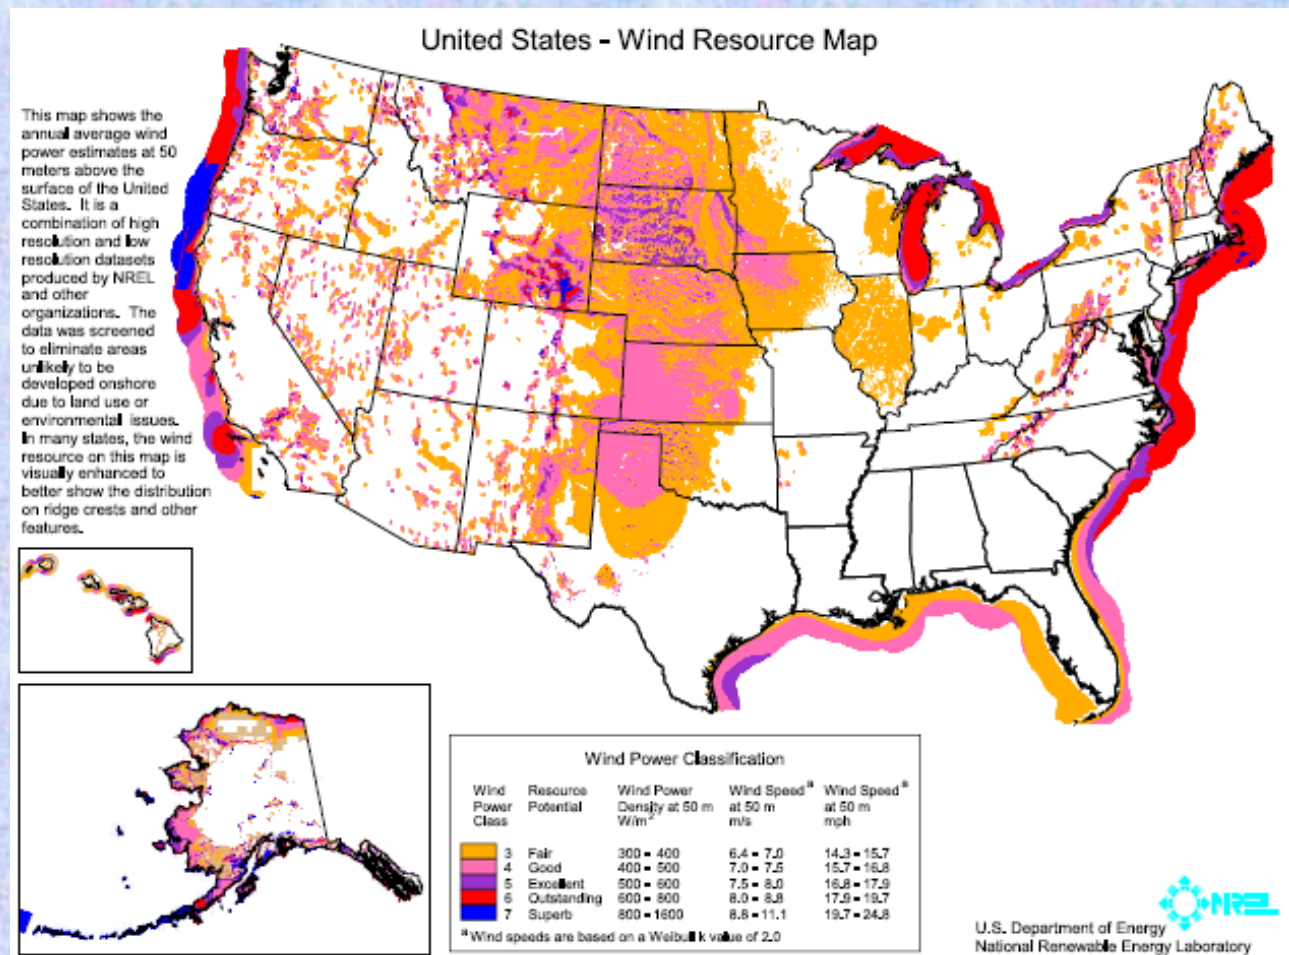 United States - Wind Resource Map
This map shows the
annual average wind
power estimates at 50
meters above the
surface of the United
States. It is a
combination of high
resolution and low
resolution datasets
produced by NREL
and other
organizations. The
data was screened
to eliminate areas
unlikely to be
developed onshore
due to land use or
environmental issues.
In many states, the wind
resource on this map is
visually enhanced to
better show the distribution
on ridge crests and other
features.
Wind Power Classification
Wind Resource Wind Power Wind Speed a Wind Speed a
Power Potential Density at 50 m at 50 m at 50 m
Class W/m2 m/s mph
3 Fair 300 - 400 6.4 - 7.0 14.3 - 15.7
4 Good 400 - 500 7.0 - 7.5 15.7 - 16.8
5 Excellent 500 - 600 7.5 - 8.0 16.8 - 17.9
6 Outstanding 600 - 800 8.0 - 8.8 17.9 - 19.7
7 Superb 800 - 1600 8.8 - 11.1 19.7 - 24.8
a Wind speeds are based on a Weibull k value of 2.0
NREL
U.S. Department of Energy
National Renewable Energy Laboratory